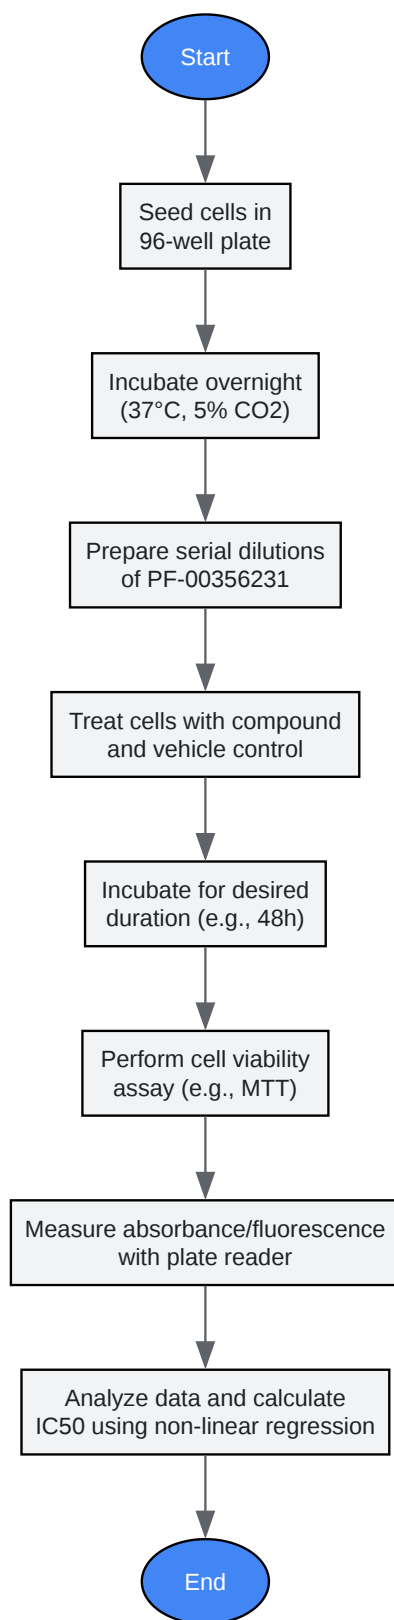 Start
Seed cells in
96-well plate
Incubate overnight
(37°C, 5% CO2)
Prepare serial dilutions
of PF-00356231
Treat cells with compound
and vehicle control
Incubate for desired
duration (e.g., 48h)
Perform cell viability
assay (e.g., MTT)
Measure absorbance/fluorescence
with plate reader
Analyze data and calculate
IC50 using non-linear regression
End